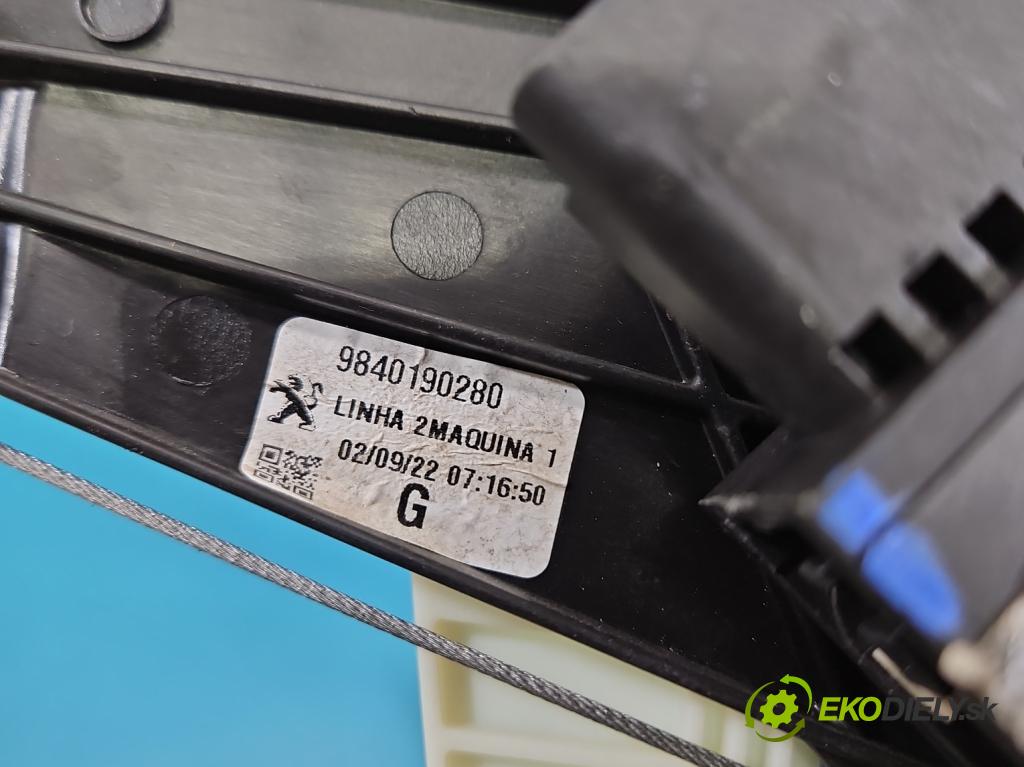 9840190280
LINHA 2MAQUINA 1
02/09/22 07:16:50
G
EKODIELY.sk